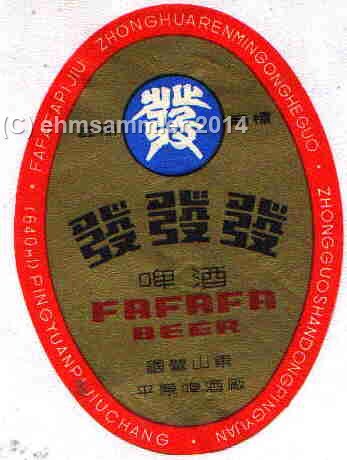 FAFAFAPIJIU ZHONGHUARENMINGONGHEGUO
· ZHONGGUOSHANDONGPINGYUAN ·
(640ml) PINGYUANPIJIUCHANG
發
標
(C) ehmsammler 2014
發發發
啤酒
FAFAFA
BEER
國營山東
平原啤酒廠